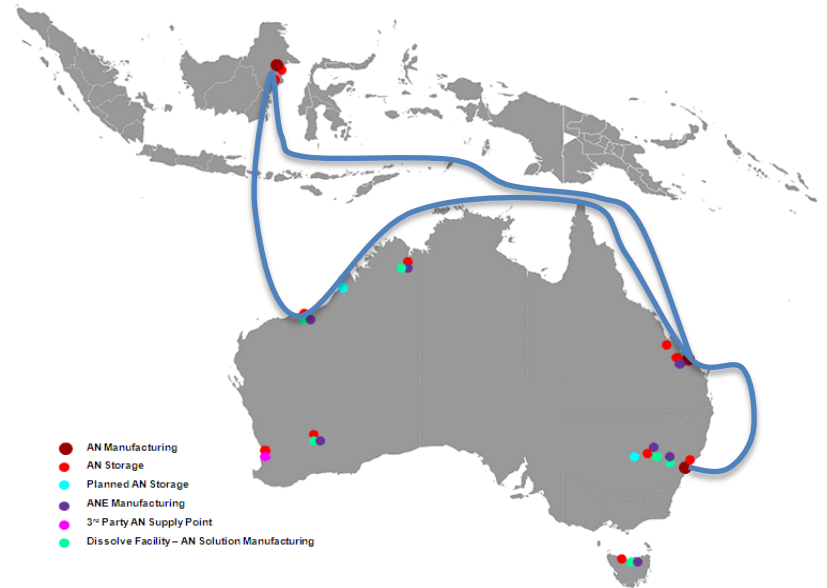 AN Manufacturing
AN Storage
Planned AN Storage
ANE Manufacturing
3rd Party AN Supply Point
Dissolve Facility – AN Solution Manufacturing